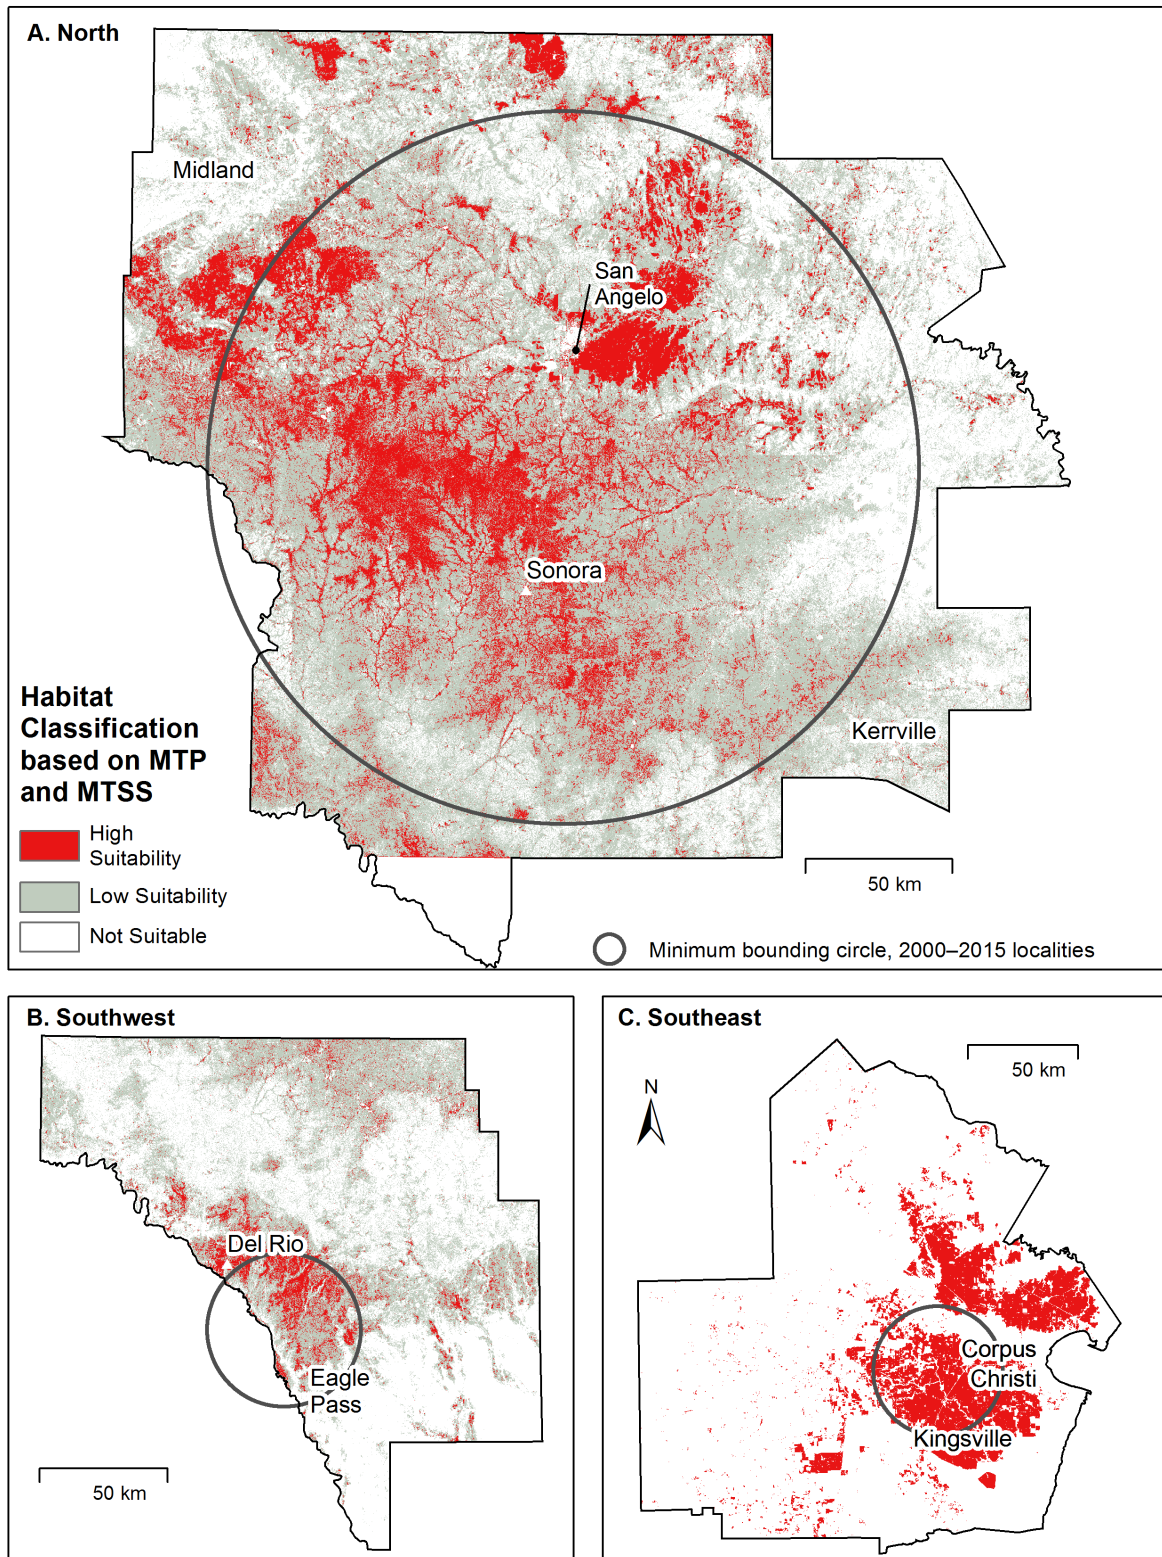 A. North
Midland
San
Angelo
Sonora
Kerrville
Habitat
Classification
based on MTP
and MTSS
High
Suitability
Low Suitability
Not Suitable
50 km
Minimum bounding circle, 2000–2015 localities
B. Southwest
Del Rio
Eagle
Pass
50 km
C. Southeast
50 km
N
Corpus
Christi
Kingsville